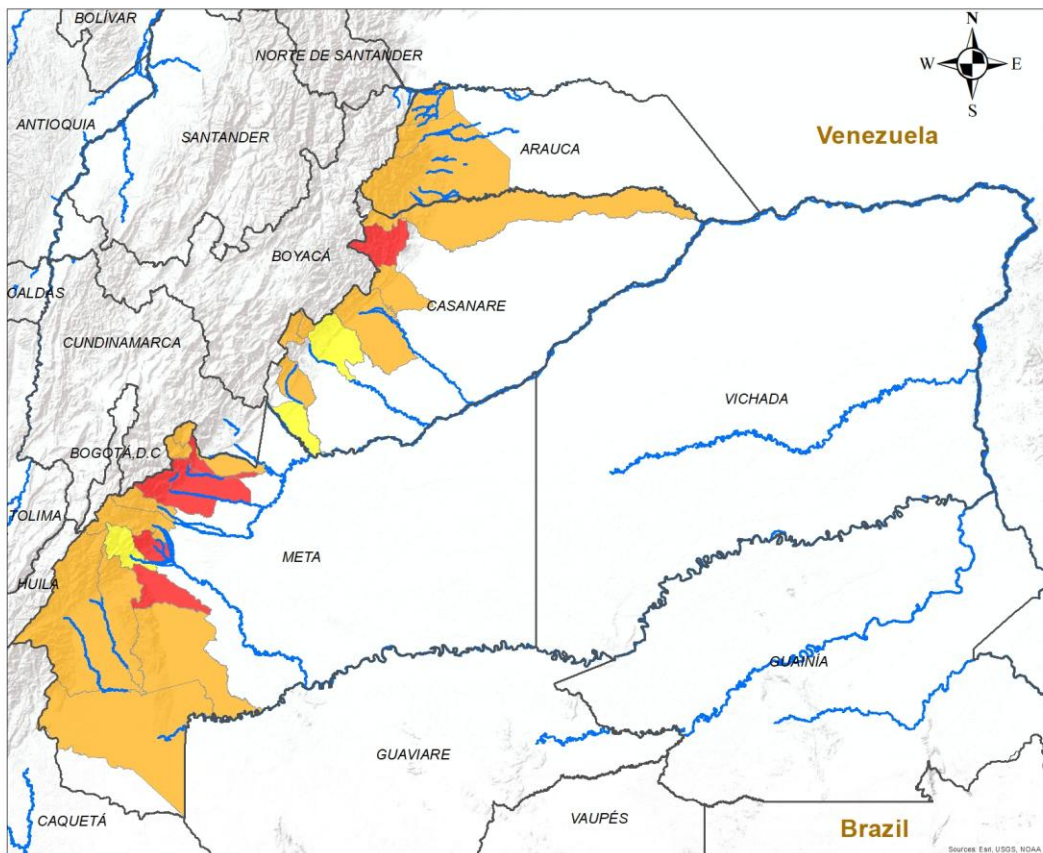 BOLÍVAR
N
NORTE DE SANTANDER
W
E
S
ANTIOQUIA
SANTANDER
Venezuela
ARAUCA
BOYACÁ
CALDAS
CASANARE
CUNDINAMARCA
VICHADA
BOGOTÁ,D.C
TOLIMA
META
HUILA
GUAINÍA
GUAVIARE
CAQUETÁ
VAUPÉS
Brazil
Sources: Esri, USGS, NOAA